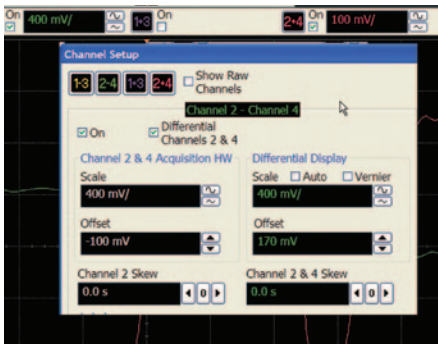 On 400 mV/ 1•3 On 2•4 On 100 mV/
Channel Setup
1-3 2-4 1•3 2•4 Show Raw Channels
Channel 2 - Channel 4
On Differential Channels 2 & 4
Channel 2 & 4 Acquisition HW Differential Display
Scale Scale Auto Vernier
400 mV/ 400 mV/
Offset Offset
-100 mV 170 mV
Channel 2 Skew Channel 2 & 4 Skew
0.0 s 0 0.0 s 0